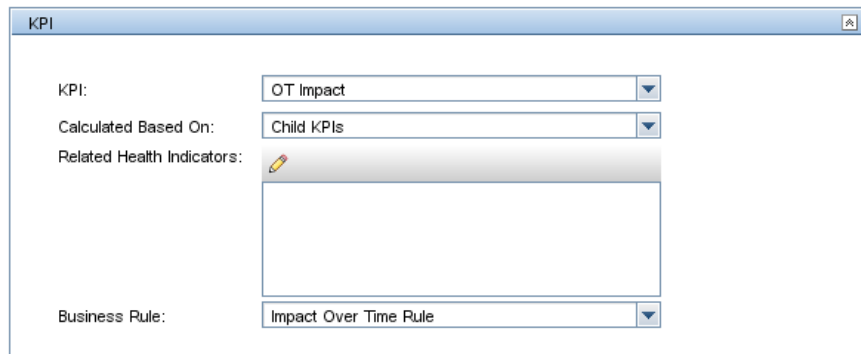 KPI
KPI: OT Impact
Calculated Based On: Child KPIs
Related Health Indicators:
Business Rule: Impact Over Time Rule